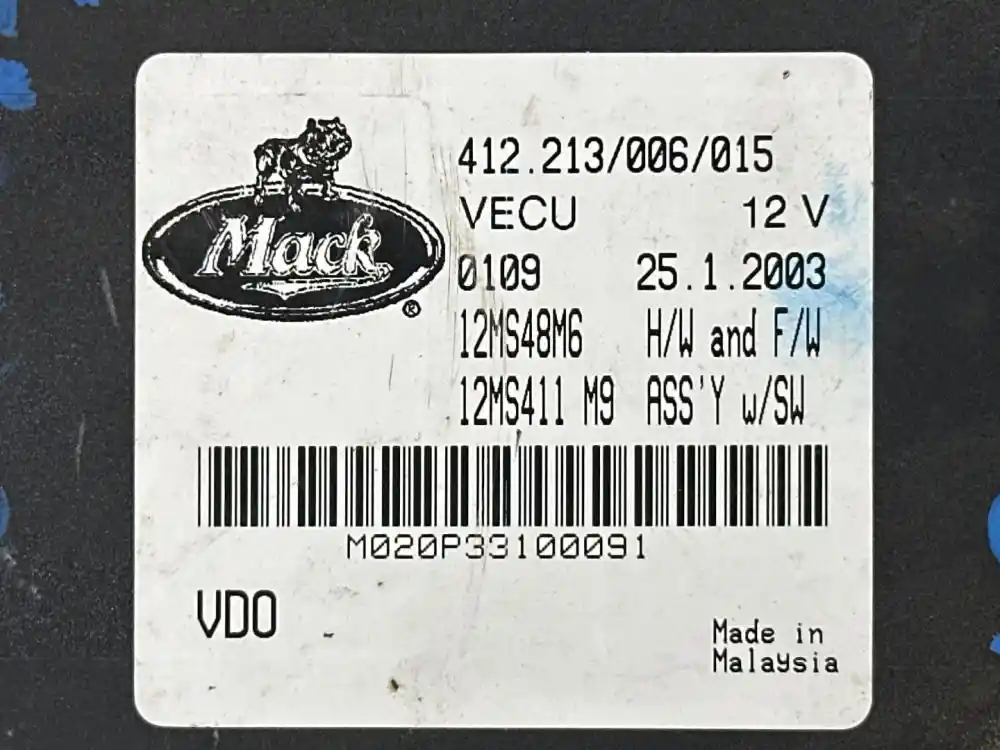 Mack®
412.213/006/015
VECU 12 V
0109 25.1.2003
12MS48M6 H/W and F/W
12MS411 M9 ASS'Y w/SW
M020P33100091
VDO
Made in
Malaysia